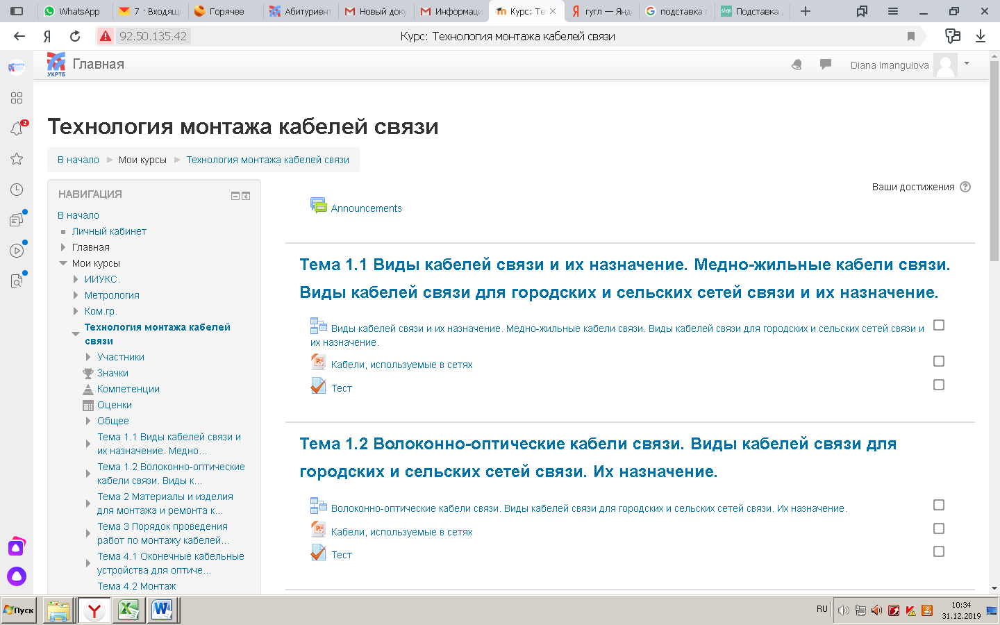 WhatsApp
7 · Входящ
Горячее
Абитуриент
Новый доку
Информаци
Курс: Те
гугл — Янд
подставка
Подставка
Я
92.50.135.42
Курс: Технология монтажа кабелей связи
УКРТБ
Главная
Diana Imangulova
2
Технология монтажа кабелей связи
В начало
Мои курсы
Технология монтажа кабелей связи
НАВИГАЦИЯ
В начало
Личный кабинет
Главная
Мои курсы
ИИУКС.
Метрология
Ком.гр.
Технология монтажа кабелей
связи
Участники
Значки
Компетенции
Оценки
Общее
Тема 1.1 Виды кабелей связи и
их назначение. Медно...
Тема 1.2 Волоконно-оптические
кабели связи. Виды к...
Тема 2 Материалы и изделия
для монтажа и ремонта к...
Тема 3 Порядок проведения
работ по монтажу кабелей...
Тема 4.1 Оконечные кабельные
устройства для оптиче...
Тема 4.2 Монтаж
Ваши достижения
Announcements
Тема 1.1 Виды кабелей связи и их назначение. Медно-жильные кабели связи.
Виды кабелей связи для городских и сельских сетей связи и их назначение.
Виды кабелей связи и их назначение. Медно-жильные кабели связи. Виды кабелей связи для городских и сельских сетей связи и
их назначение.
Кабели, используемые в сетях
Тест
Тема 1.2 Волоконно-оптические кабели связи. Виды кабелей связи для
городских и сельских сетей связи. Их назначение.
Волоконно-оптические кабели связи. Виды кабелей связи для городских и сельских сетей связи. Их назначение.
Кабели, используемые в сетях
Тест
Пуск
RU
10:34
31.12.2019